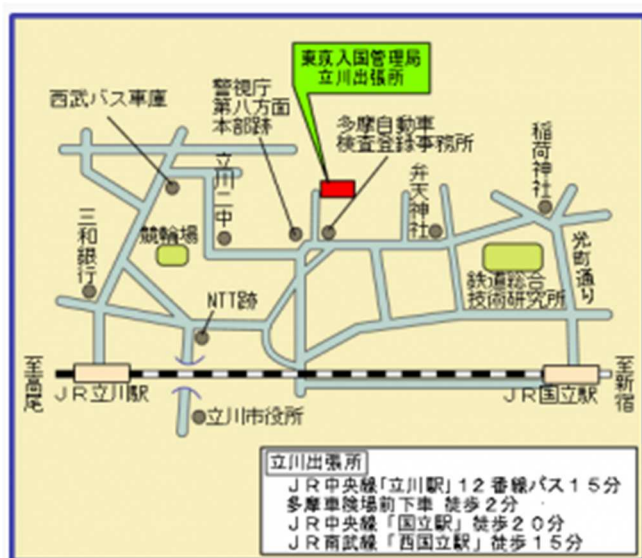 東京入国管理局
立川出張所
西武バス車庫
警視庁
第八方面
本部跡
多摩自動車
検査登録事務所
稲荷神社
立川二中
弁天神社
三和銀行
競輪場
光町通り
鉄道総合
技術研究所
NTT跡
至高尾
JR立川駅
JR国立駅
至新宿
立川市役所
立川出張所
JR中央線「立川駅」12番線バス15分
多摩車検場前下車 徒歩2分
JR中央線「国立駅」徒歩20分
JR南武線「西国立駅」徒歩15分